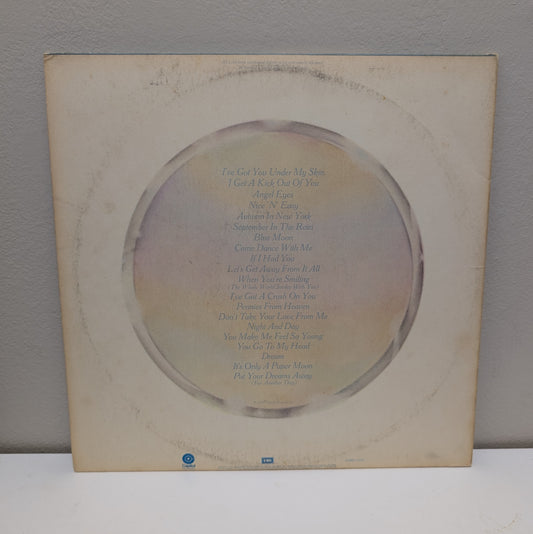 I've Got You Under My Skin
I Get A Kick Out Of You
Angel Eyes
Nice 'N' Easy
Autumn In New York
September In The Rain
Blue Moon
Come Dance With Me
If I Had You
Let's Get Away From It All
When You're Smiling
(The Whole World Smiles With You)
I've Got A Crush On You
Pennies From Heaven
Don't Take Your Love From Me
Night And Day
You Make Me Feel So Young
You Go To My Head
Dream
It's Only A Paper Moon
Put Your Dreams Away
(For Another Day)
Capitol
EMI